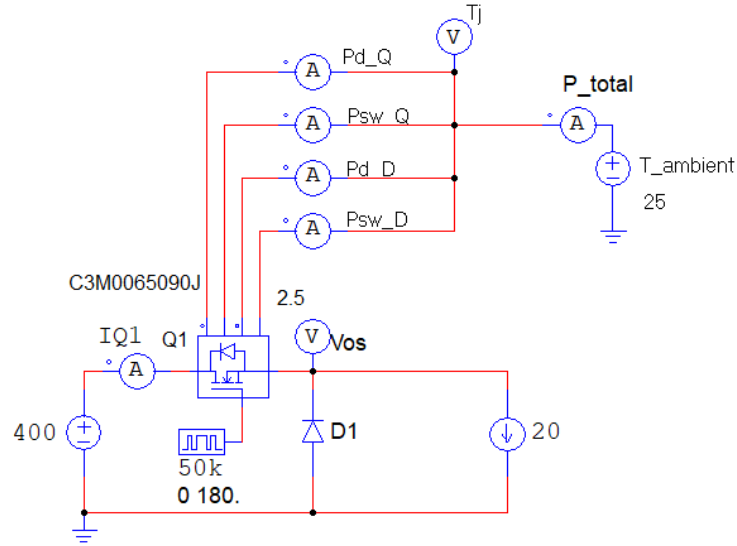 Tj
V
Pd_Q
A
P_total
Psw_Q
A
A
Pd_D
A
T_ambient
25
Psw_D
A
C3M0065090J
2.5
IQ1
Q1
V
Vos
A
400
D1
20
50k
0 180.